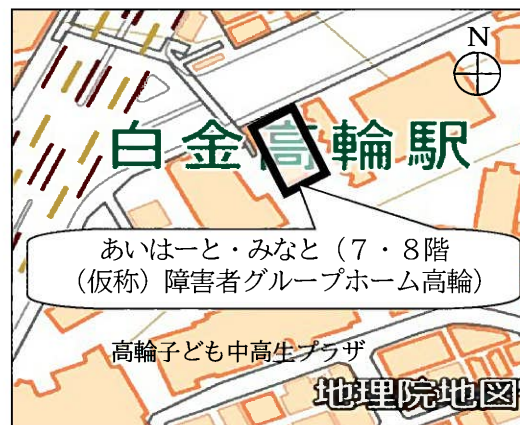 N
白金高輪駅
あいはーと・みなと（７・８階
（仮称）障害者グループホーム高輪）
高輪子ども中高生プラザ
地理院地図